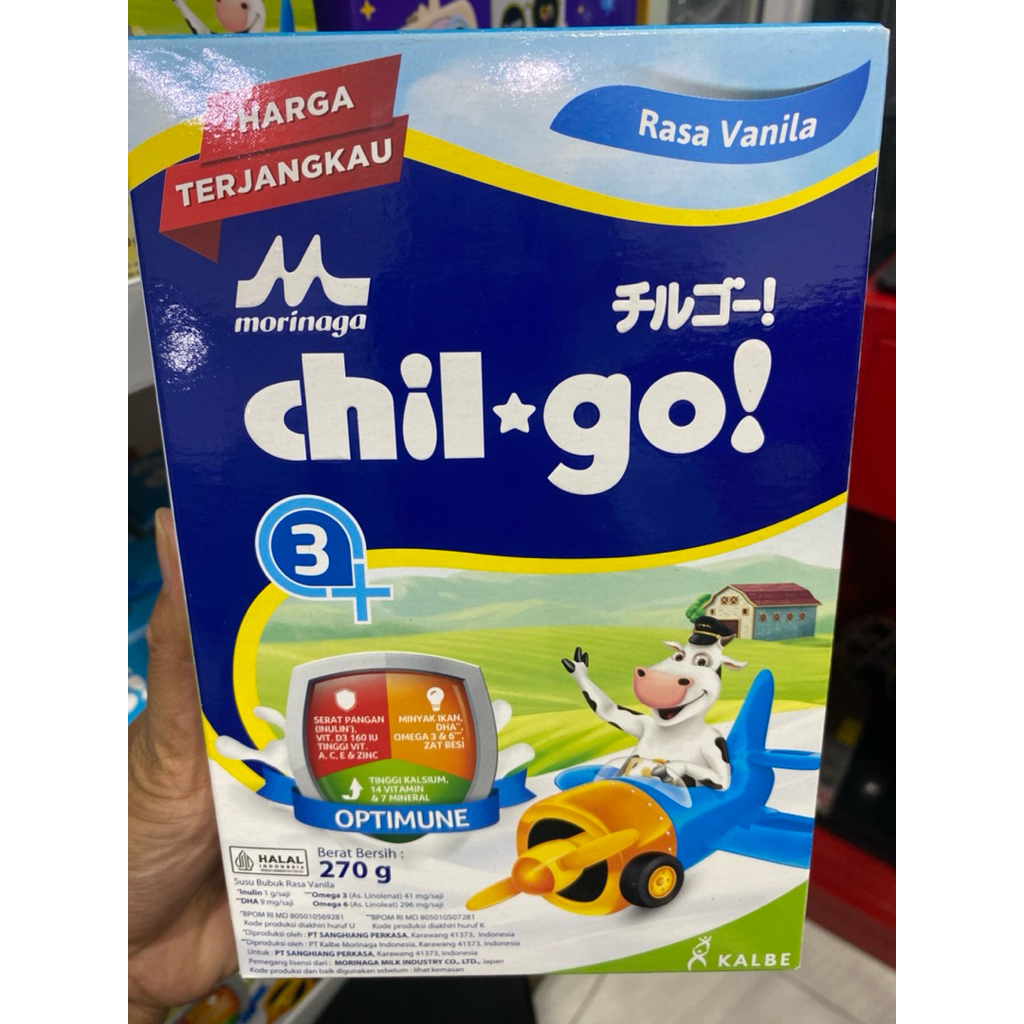 HARGA
TERJANGKAU
Rasa Vanila
morinaga
チルゴー!
chil★go!
3+
SERAT PANGAN
(INULIN*),
VIT. D3 160 IU
TINGGI VIT.
A, C, E & ZINC
MINYAK IKAN,
DHA**,
OMEGA 3 & 6***,
ZAT BESI
TINGGI KALSIUM,
14 VITAMIN
& 7 MINERAL
OPTIMUNE
HALAL
INDONESIA
Berat Bersih :
270 g
Susu Bubuk Rasa Vanila
*Inulin 1 g/saji ***Omega 3 (As. Linolenat) 41 mg/saji
**DHA 9 mg/saji Omega 6 (As. Linoleat) 296 mg/saji
*BPOM RI MD 805010569281 **BPOM RI MD 805010507281
Kode produksi diakhiri huruf U Kode produksi diakhiri huruf K
*Diproduksi oleh : PT SANGHIANG PERKASA, Karawang 41373, Indonesia
**Diproduksi oleh : PT Kalbe Morinaga Indonesia, Karawang 41373, Indonesia
Untuk : PT SANGHIANG PERKASA, Karawang 41373, Indonesia
Pemegang lisensi dari : MORINAGA MILK INDUSTRY CO., LTD., Japan
Kode produksi dan baik digunakan sebelum : lihat kemasan
KALBE